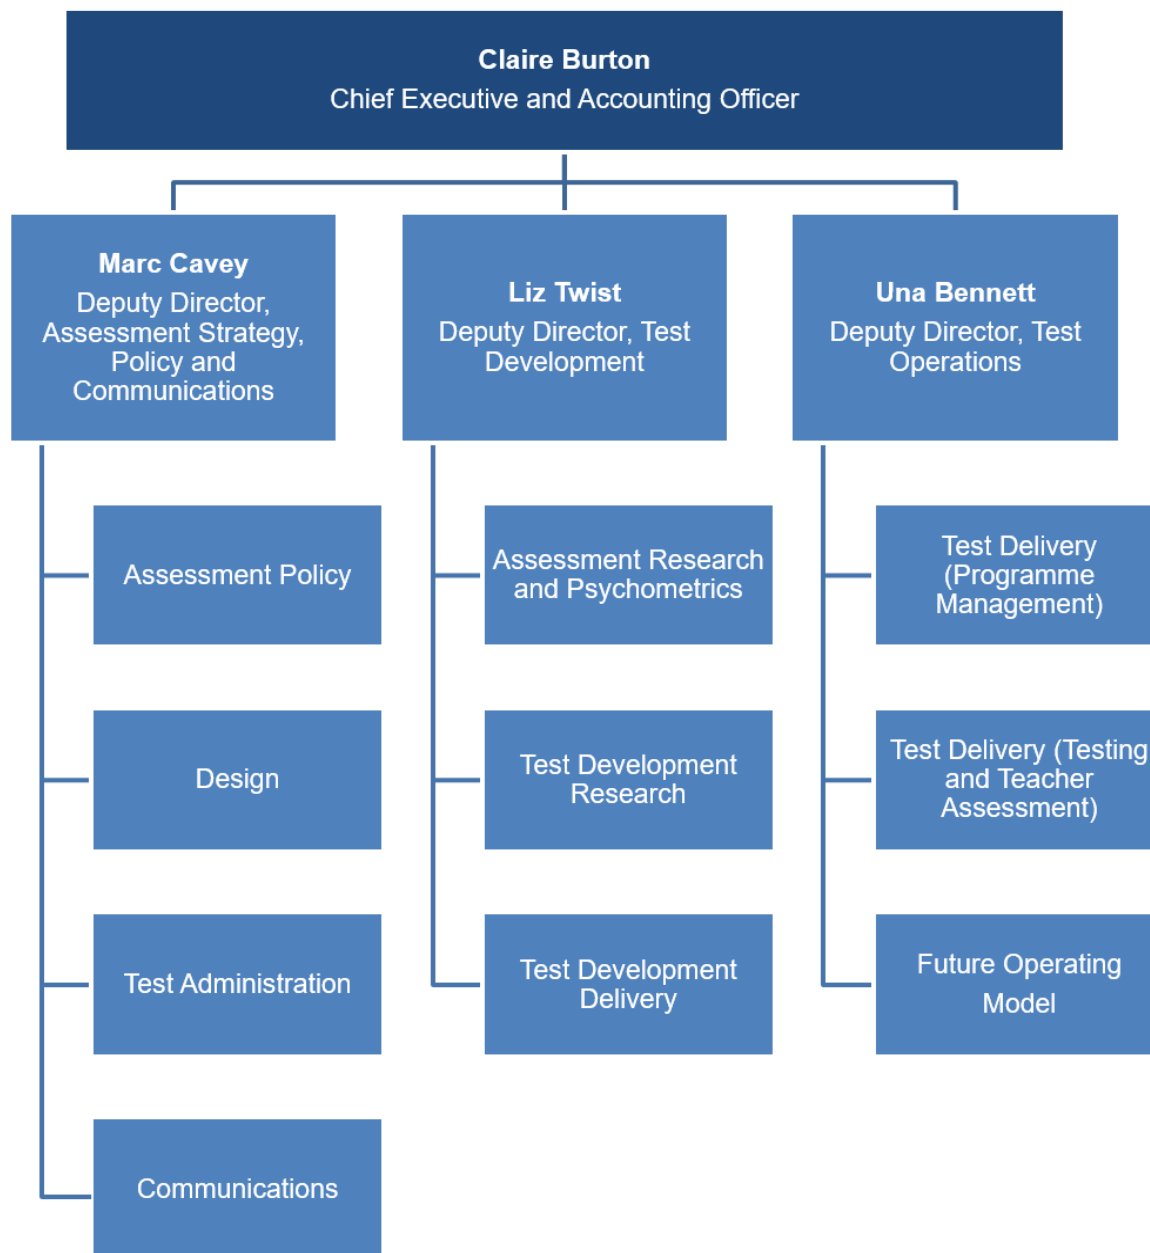 Claire Burton
Chief Executive and Accounting Officer
Marc Cavey
Deputy Director,
Assessment Strategy,
Policy and
Communications
Liz Twist
Deputy Director, Test
Development
Una Bennett
Deputy Director, Test
Operations
Assessment Policy
Design
Test Administration
Communications
Assessment Research
and Psychometrics
Test Development
Research
Test Development
Delivery
Test Delivery
(Programme
Management)
Test Delivery (Testing
and Teacher
Assessment)
Future Operating
Model